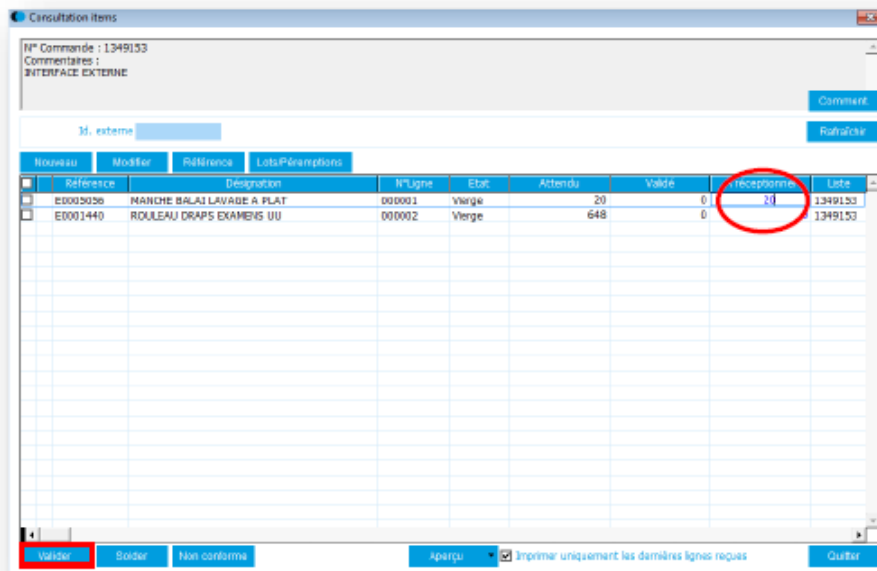 Consultation items
N° Commande : 1349153
Commentaires :
INTERFACE EXTERNE
Comment
Id. externe
Rafraîchir
Nouveau Modifier Référence Lots/Péremptions
Référence Désignation N°Ligne Etat Attendu Validé réceptionner Liste
E0005056 MANCHE BALAI LAVAGE A PLAT 000001 Vierge 20 0 20 1349153
E0001440 ROULEAU DRAPS EXAMENS UU 000002 Vierge 648 0 1349153
Valider Solder Non conforme Aperçu Imprimer uniquement les dernières lignes reçues Quitter